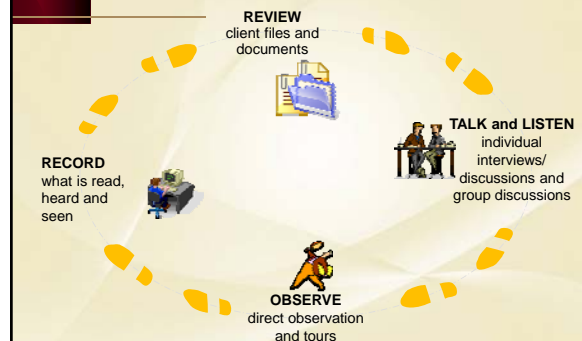 REVIEW
client files and
documents
TALK and LISTEN
individual
interviews/
discussions and
group discussions
OBSERVE
direct observation
and tours
RECORD
what is read,
heard and
seen